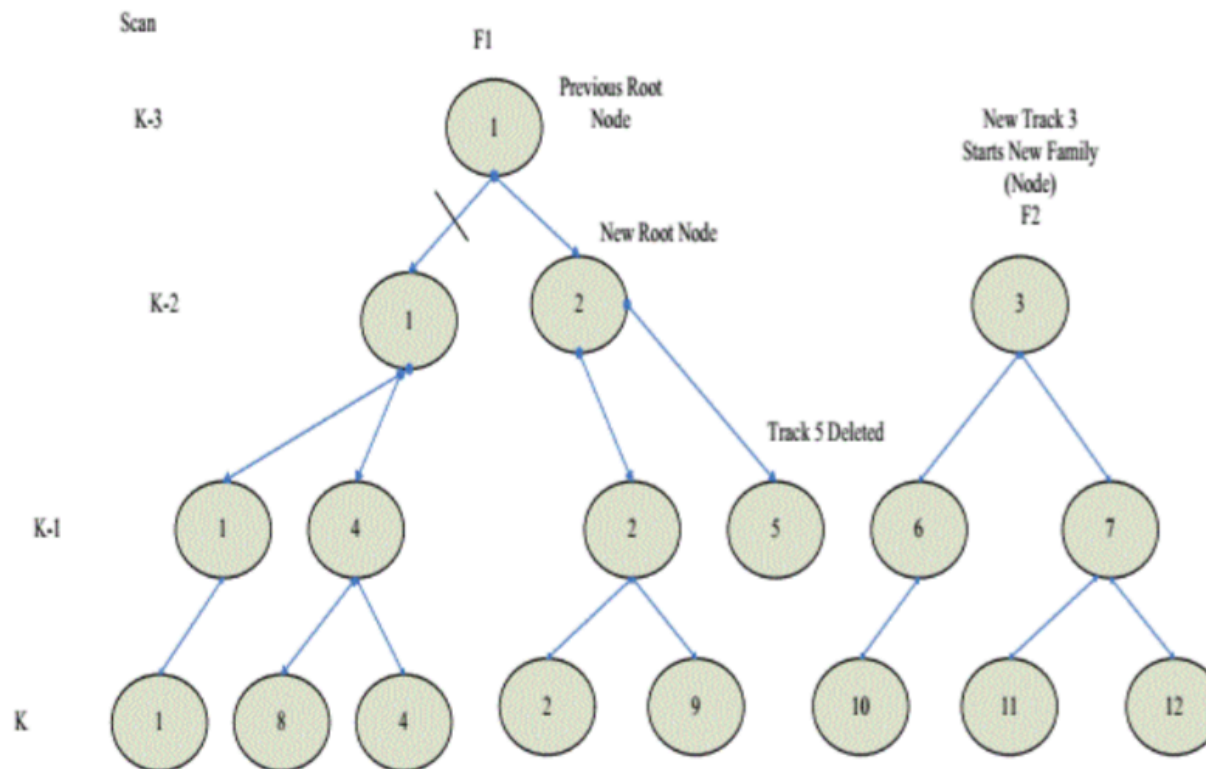 Scan
F1
K-3
1
Previous Root
Node
New Track 3
Starts New Family
(Node)
F2
New Root Node
K-2
1
2
3
Track 5 Deleted
K-1
1
4
2
5
6
7
K
1
8
4
2
9
10
11
12